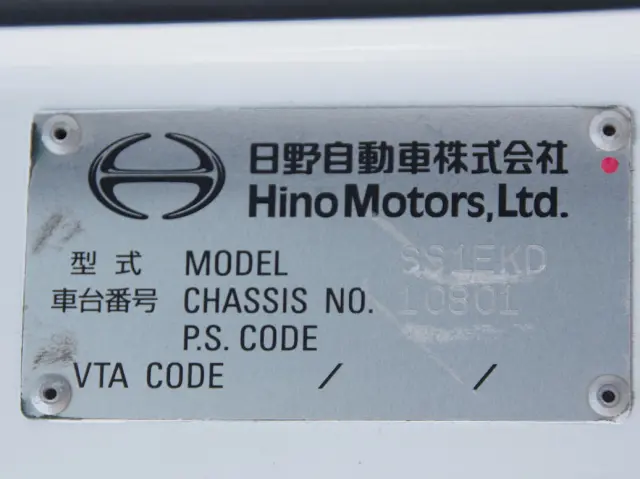 日野自動車株式会社
Hino Motors, Ltd.
型式 MODEL SS1EKD
車台番号 CHASSIS NO. 10801
P.S. CODE
VTA CODE / /